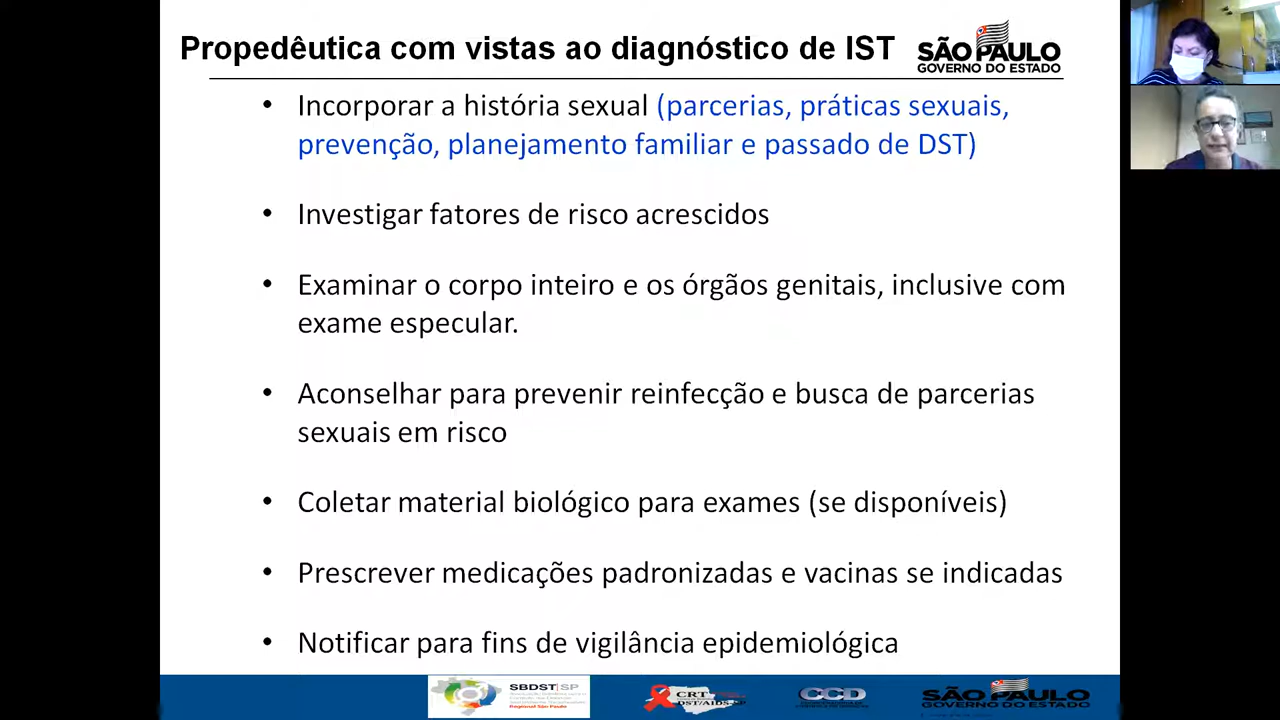 Propedêutica com vistas ao diagnóstico de IST
SÃO PAULO
GOVERNO DO ESTADO
• Incorporar a história sexual (parcerias, práticas sexuais,
prevenção, planejamento familiar e passado de DST)
• Investigar fatores de risco acrescidos
• Examinar o corpo inteiro e os órgãos genitais, inclusive com
exame especular.
• Aconselhar para prevenir reinfecção e busca de parcerias
sexuais em risco
• Coletar material biológico para exames (se disponíveis)
• Prescrever medicações padronizadas e vacinas se indicadas
• Notificar para fins de vigilância epidemiológica
SBDST|SP
Regional São Paulo
CRT
DST/AIDS-SP
CCD
SÃO PAULO
GOVERNO DO ESTADO